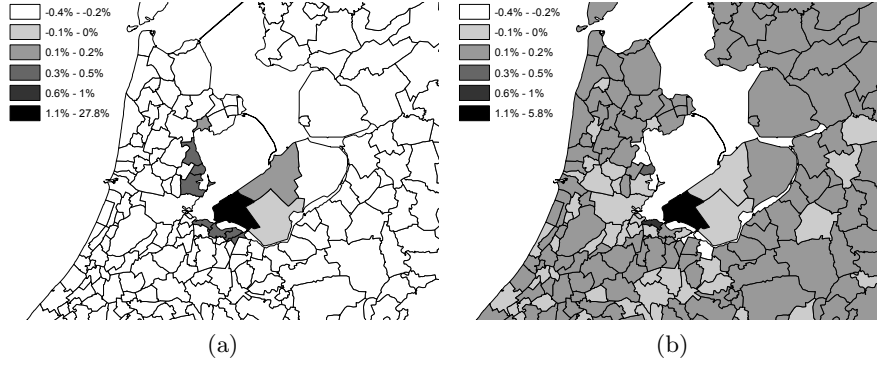 -0.4% - -0.2%
-0.1% - 0%
0.1% - 0.2%
0.3% - 0.5%
0.6% - 1%
1.1% - 27.8%
(a)
-0.4% - -0.2%
-0.1% - 0%
0.1% - 0.2%
0.3% - 0.5%
0.6% - 1%
1.1% - 5.8%
(b)